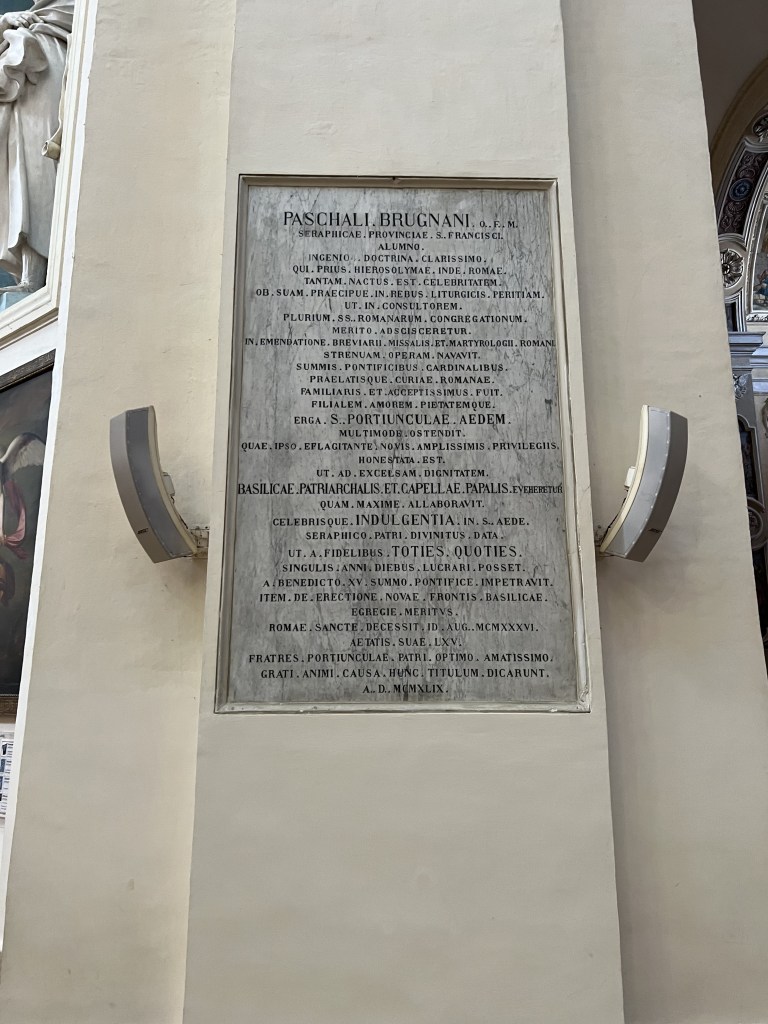 PASCHALI . BRUGNANI . O . F . M .
SERAPHICAE . PROVINCIAE . S . FRANCISCI .
ALUMNO .
INGENIO . DOCTRINA . CLARISSIMO .
QUI . PRIUS . HIEROSOLYMAE . INDE . ROMAE .
TANTAM . NACTUS . EST . CELEBRITATEM .
OB . SUAM . PRAECIPUE . IN . REBUS . LITURGICIS . PERITIAM .
UT . IN . CONSULTOREM .
PLURIUM . SS . ROMANARUM . CONGREGATIONUM .
MERITO . ADSCISCERETUR .
IN . EMENDATIONE . BREVIARII . MISSALIS . ET . MARTYROLOGII . ROMANI
STRENUAM . OPERAM . NAVAVIT .
SUMMIS . PONTIFICIBUS . CARDINALIBUS .
PRAELATISQUE . CURIAE . ROMANAE .
FAMILIARIS . ET . ACCEPTISSIMUS . FUIT .
FILIALEM . AMOREM . PIETATEMQUE .
ERGA . S . PORTIUNCULAE . AEDEM .
MULTIMODE . OSTENDIT .
QUAE . IPSO . EFLAGITANTE . NOVIS . AMPLISSIMIS . PRIVILEGIIS .
HONESTATA . EST .
UT . AD . EXCELSAM . DIGNITATEM .
BASILICAE . PATRIARCHALIS . ET . CAPELLAE . PAPALIS . EVEHERETUR
QUAM . MAXIME . ALLABORAVIT .
CELEBRISQUE . INDULGENTIA . IN . S . AEDE .
SERAPHICO . PATRI . DIVINITUS . DATA .
UT . A . FIDELIBUS . TOTIES . QUOTIES .
SINGULIS . ANNI . DIEBUS . LUCRARI . POSSET .
A . BENEDICTO . XV . SUMMO . PONTIFICE . IMPETRAVIT .
ITEM . DE . ERECTIONE . NOVAE . FRONTIS . BASILICAE .
EGREGIE . MERITVS .
ROMAE . SANCTE . DECESSIT . ID . AUG . MCMXXXVI .
AETATIS . SUAE . LXV .
FRATRES . PORTIUNCULAE . PATRI . OPTIMO . AMATISSIMO .
GRATI . ANIMI . CAUSA . HUNC . TITULUM . DICARUNT .
A . D . MCMXLIX .